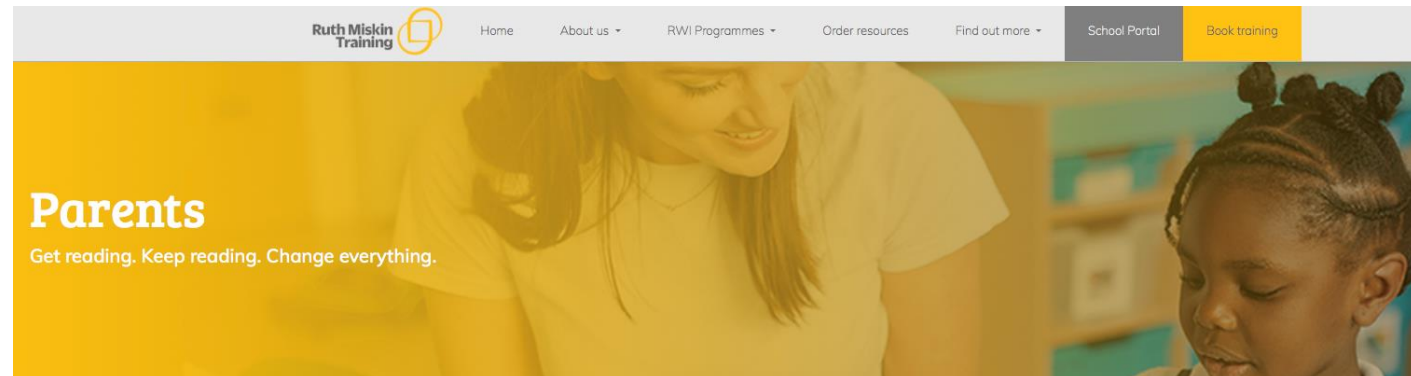 Ruth Miskin
Training
Home
About us
RWI Programmes
Order resources
Find out more
School Portal
Book training
Parents
Get reading. Keep reading. Change everything.